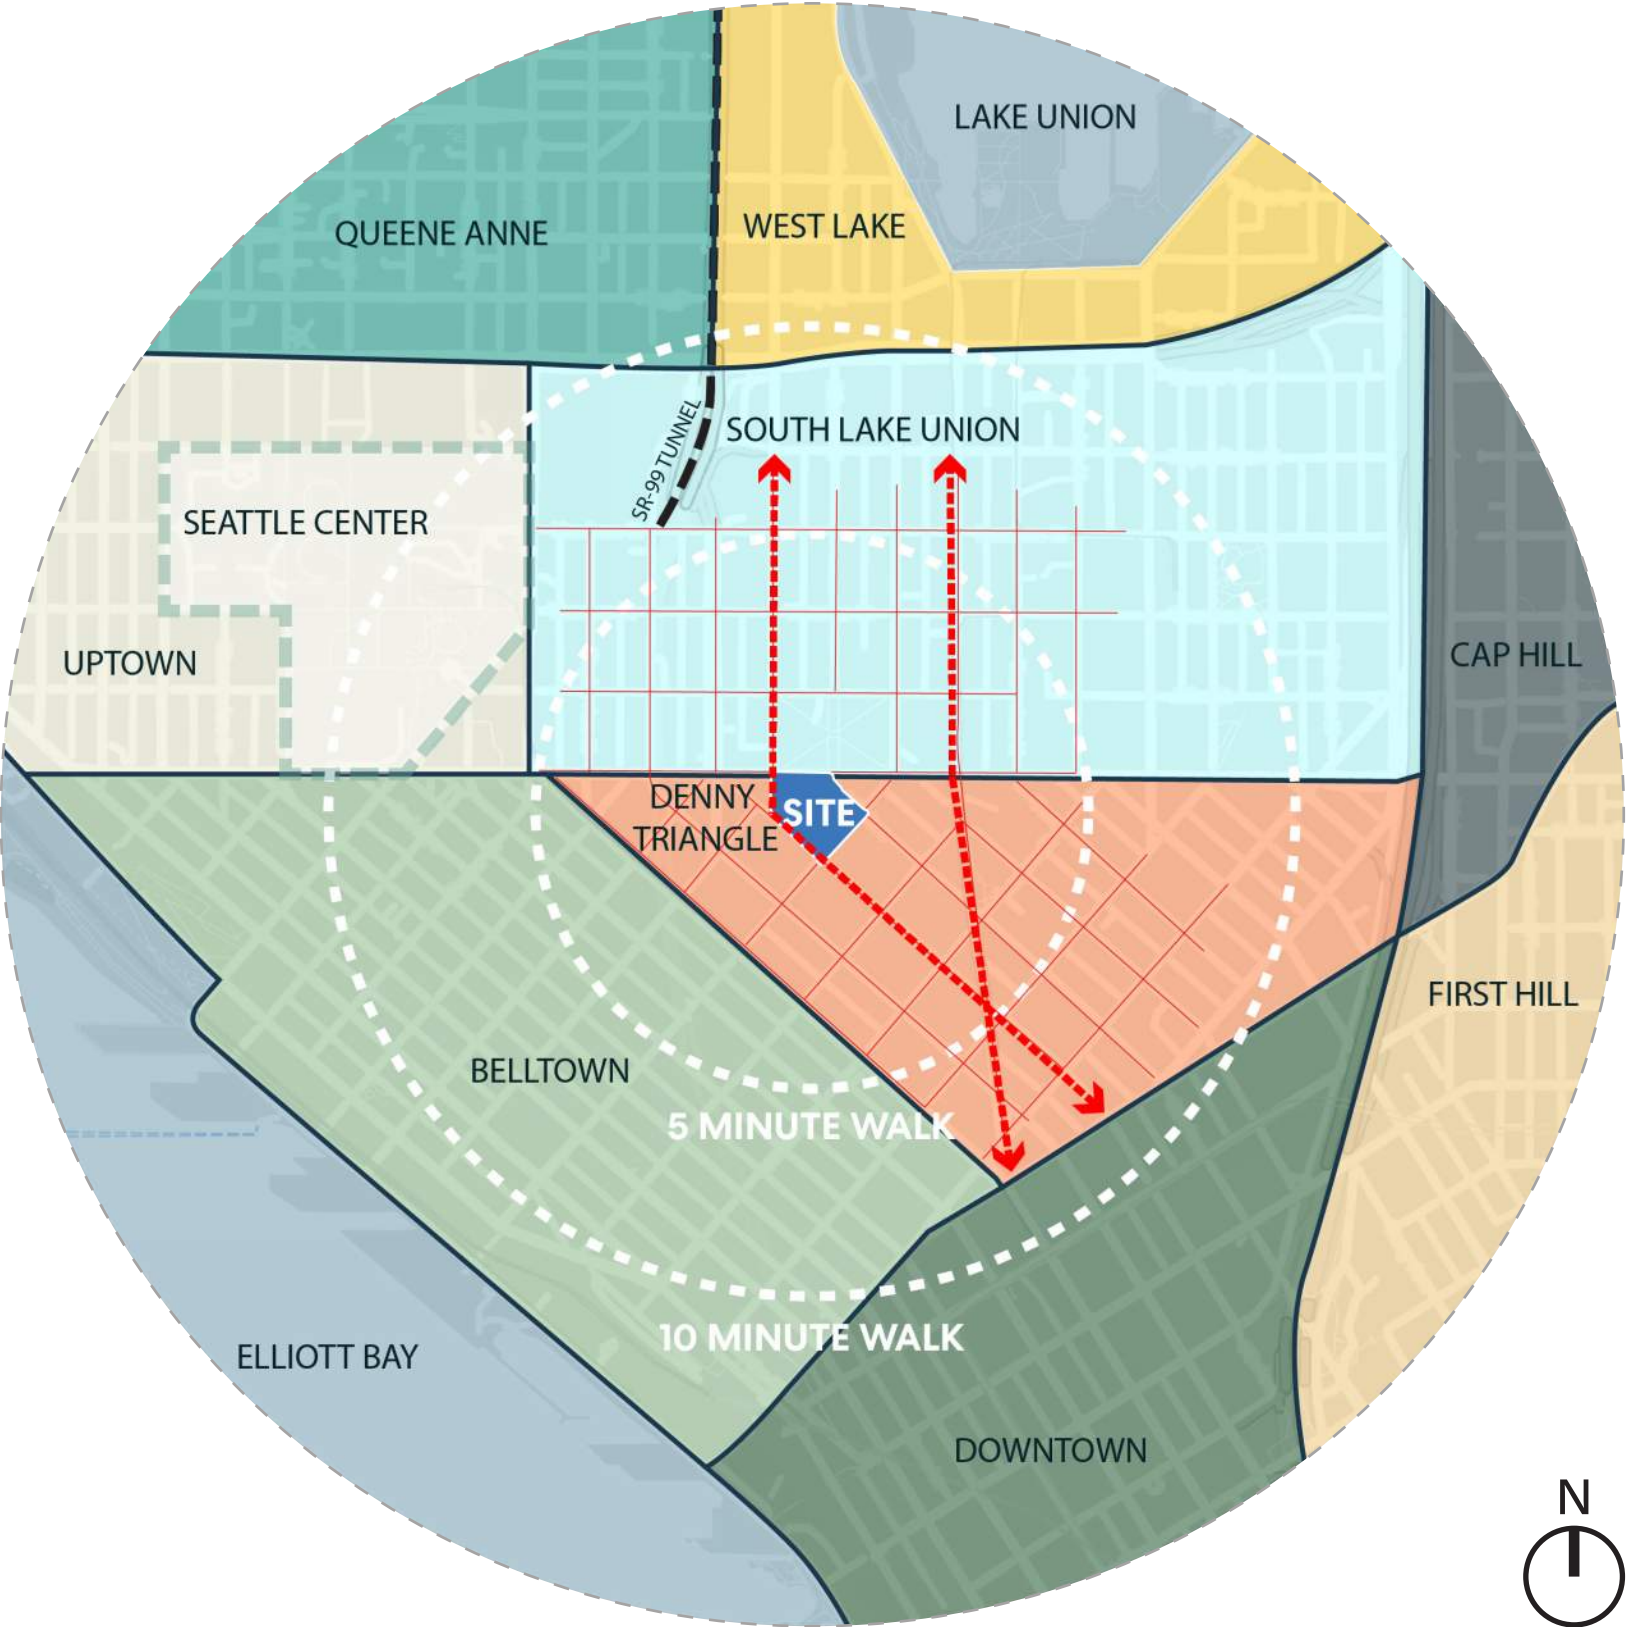 LAKE UNION
QUEENE ANNE
WEST LAKE
SOUTH LAKE UNION
SR-99 TUNNEL
SEATTLE CENTER
UPTOWN
CAP HILL
DENNY
TRIANGLE
SITE
FIRST HILL
BELLTOWN
5 MINUTE WALK
10 MINUTE WALK
ELLIOTT BAY
DOWNTOWN
N